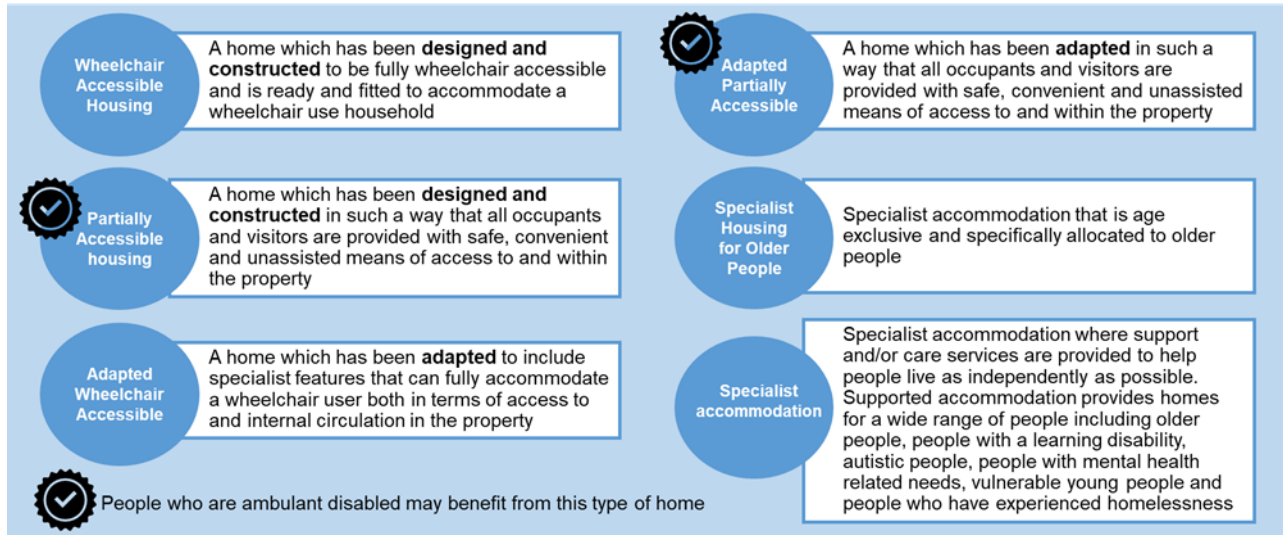 Wheelchair
Accessible
Housing
A home which has been designed and
constructed to be fully wheelchair accessible
and is ready and fitted to accommodate a
wheelchair use household
Partially
Accessible
housing
A home which has been designed and
constructed in such a way that all occupants
and visitors are provided with safe, convenient
and unassisted means of access to and within
the property
Adapted
Wheelchair
Accessible
A home which has been adapted to include
specialist features that can fully accommodate
a wheelchair user both in terms of access to
and internal circulation in the property
Adapted
Partially
Accessible
A home which has been adapted in such a
way that all occupants and visitors are
provided with safe, convenient and unassisted
means of access to and within the property
Specialist
Housing
for Older
People
Specialist accommodation that is age
exclusive and specifically allocated to older
people
Specialist
accommodation
Specialist accommodation where support
and/or care services are provided to help
people live as independently as possible.
Supported accommodation provides homes
for a wide range of people including older
people, people with a learning disability,
autistic people, people with mental health
related needs, vulnerable young people and
people who have experienced homelessness
People who are ambulant disabled may benefit from this type of home